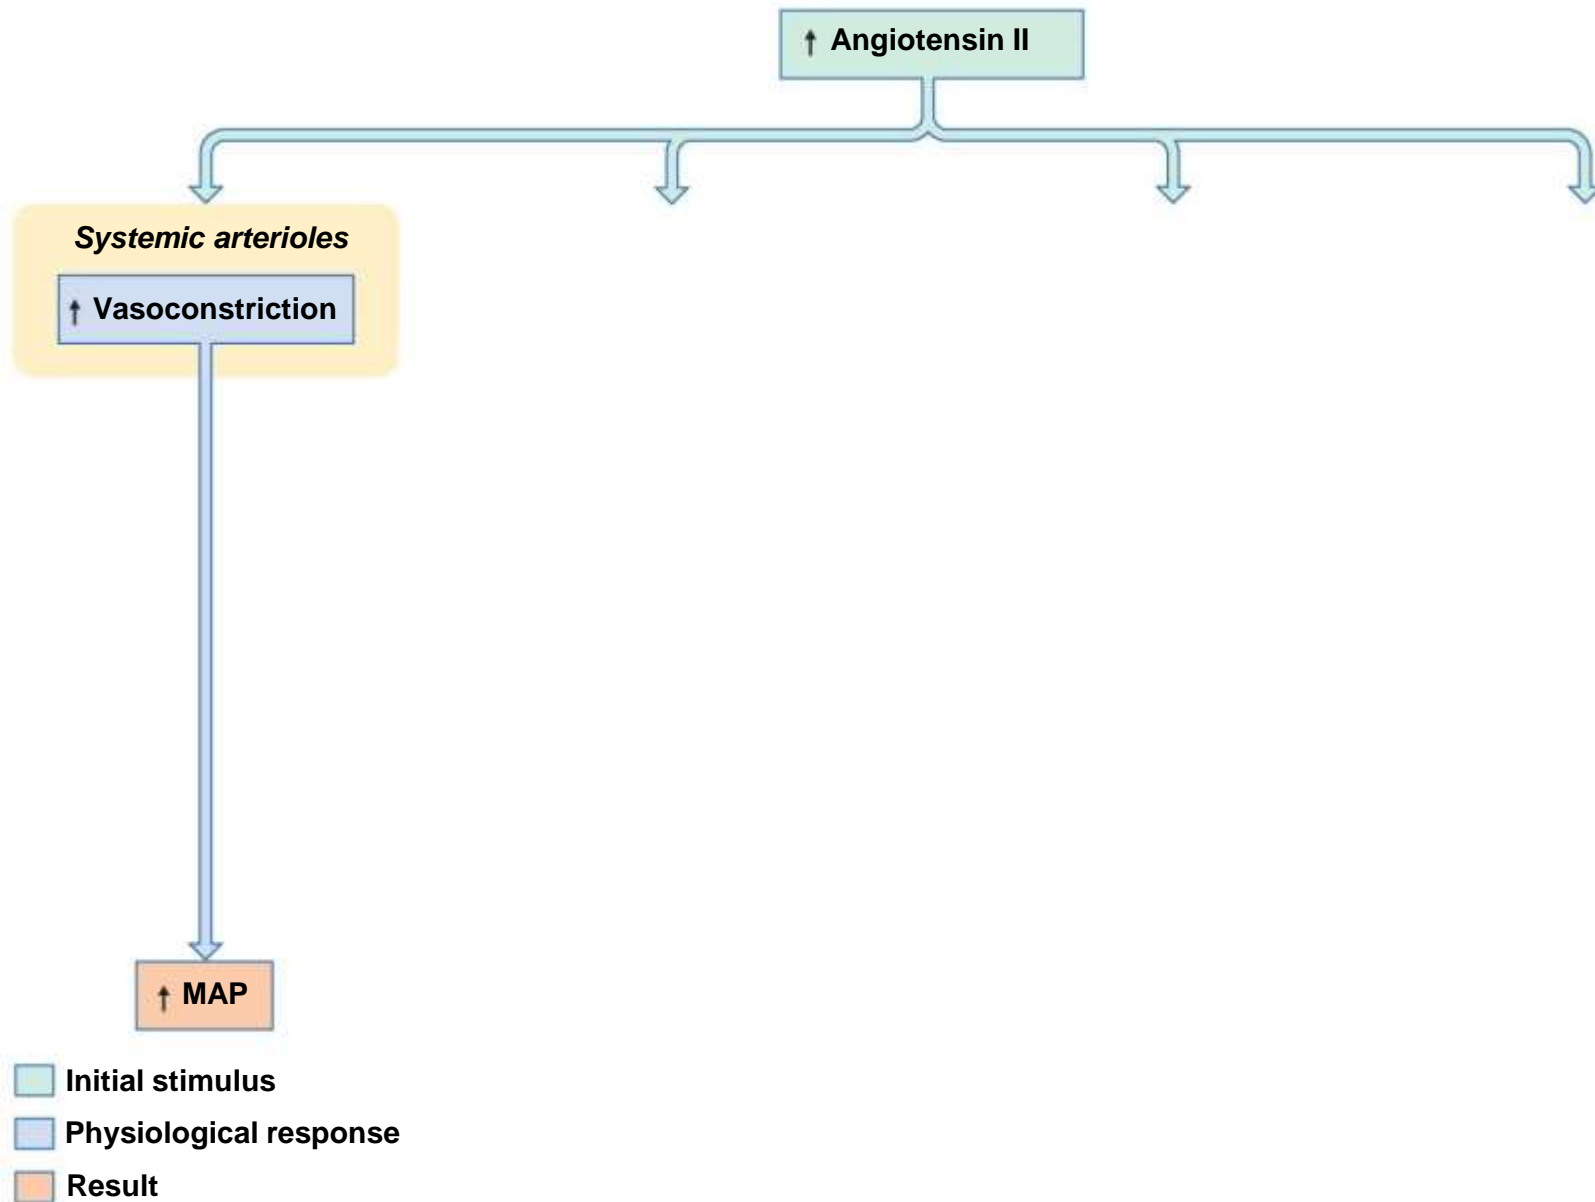 ↑ Angiotensin II
Systemic arterioles
↑ Vasoconstriction
↑ MAP
Initial stimulus
Physiological response
Result